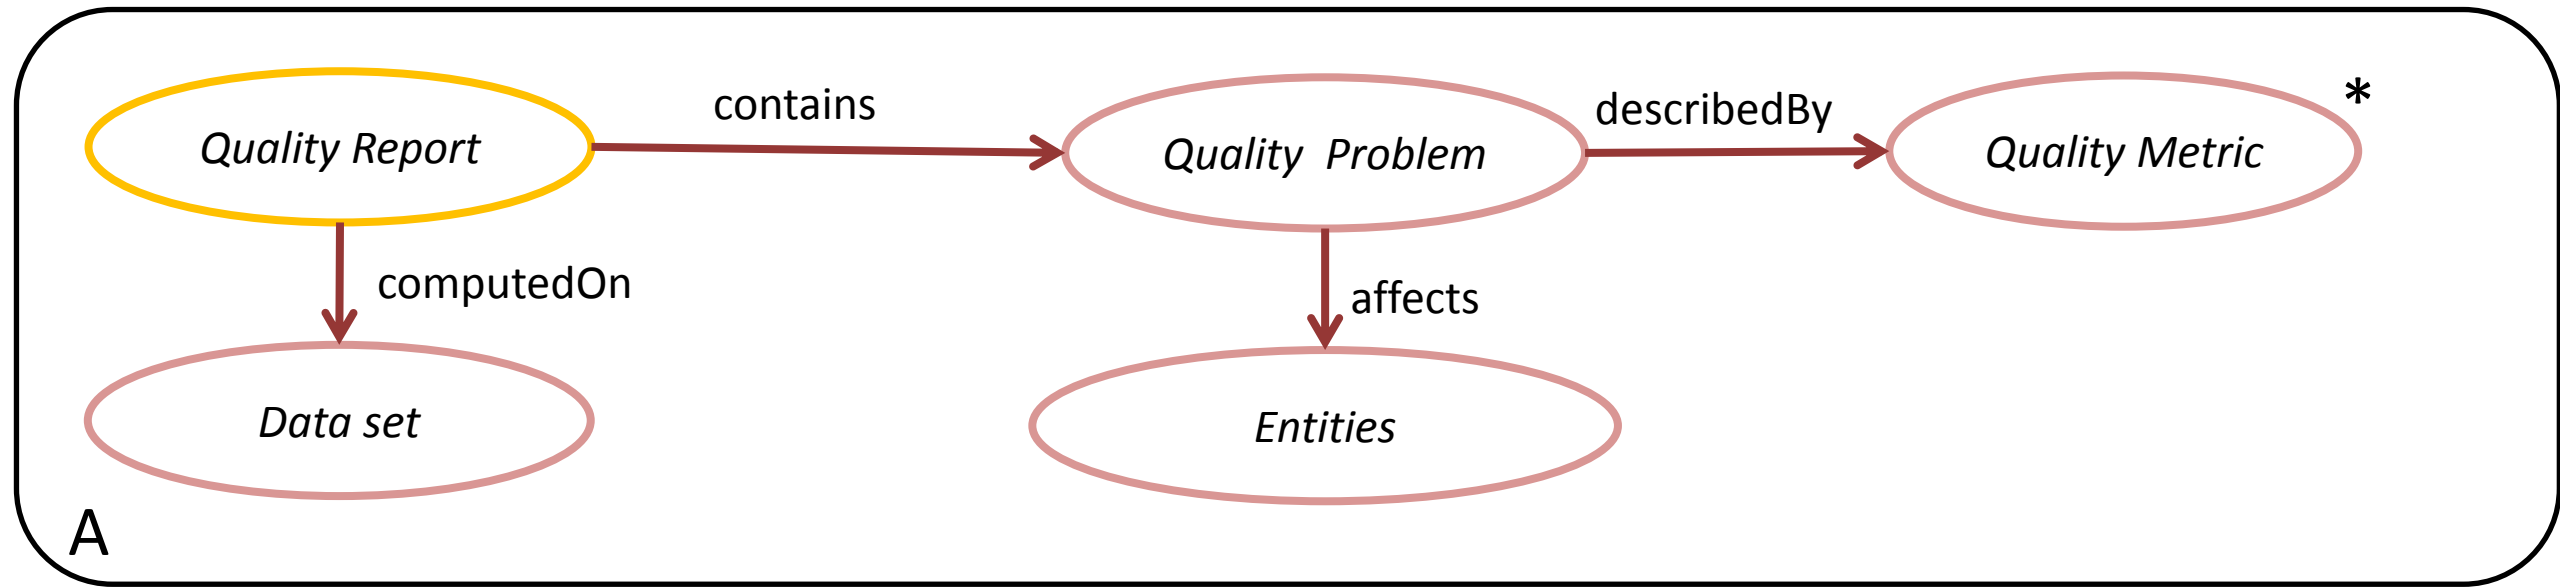 contains
describedBy
*
Quality Report
Quality Problem
Quality Metric
computedOn
affects
Data set
Entities
A